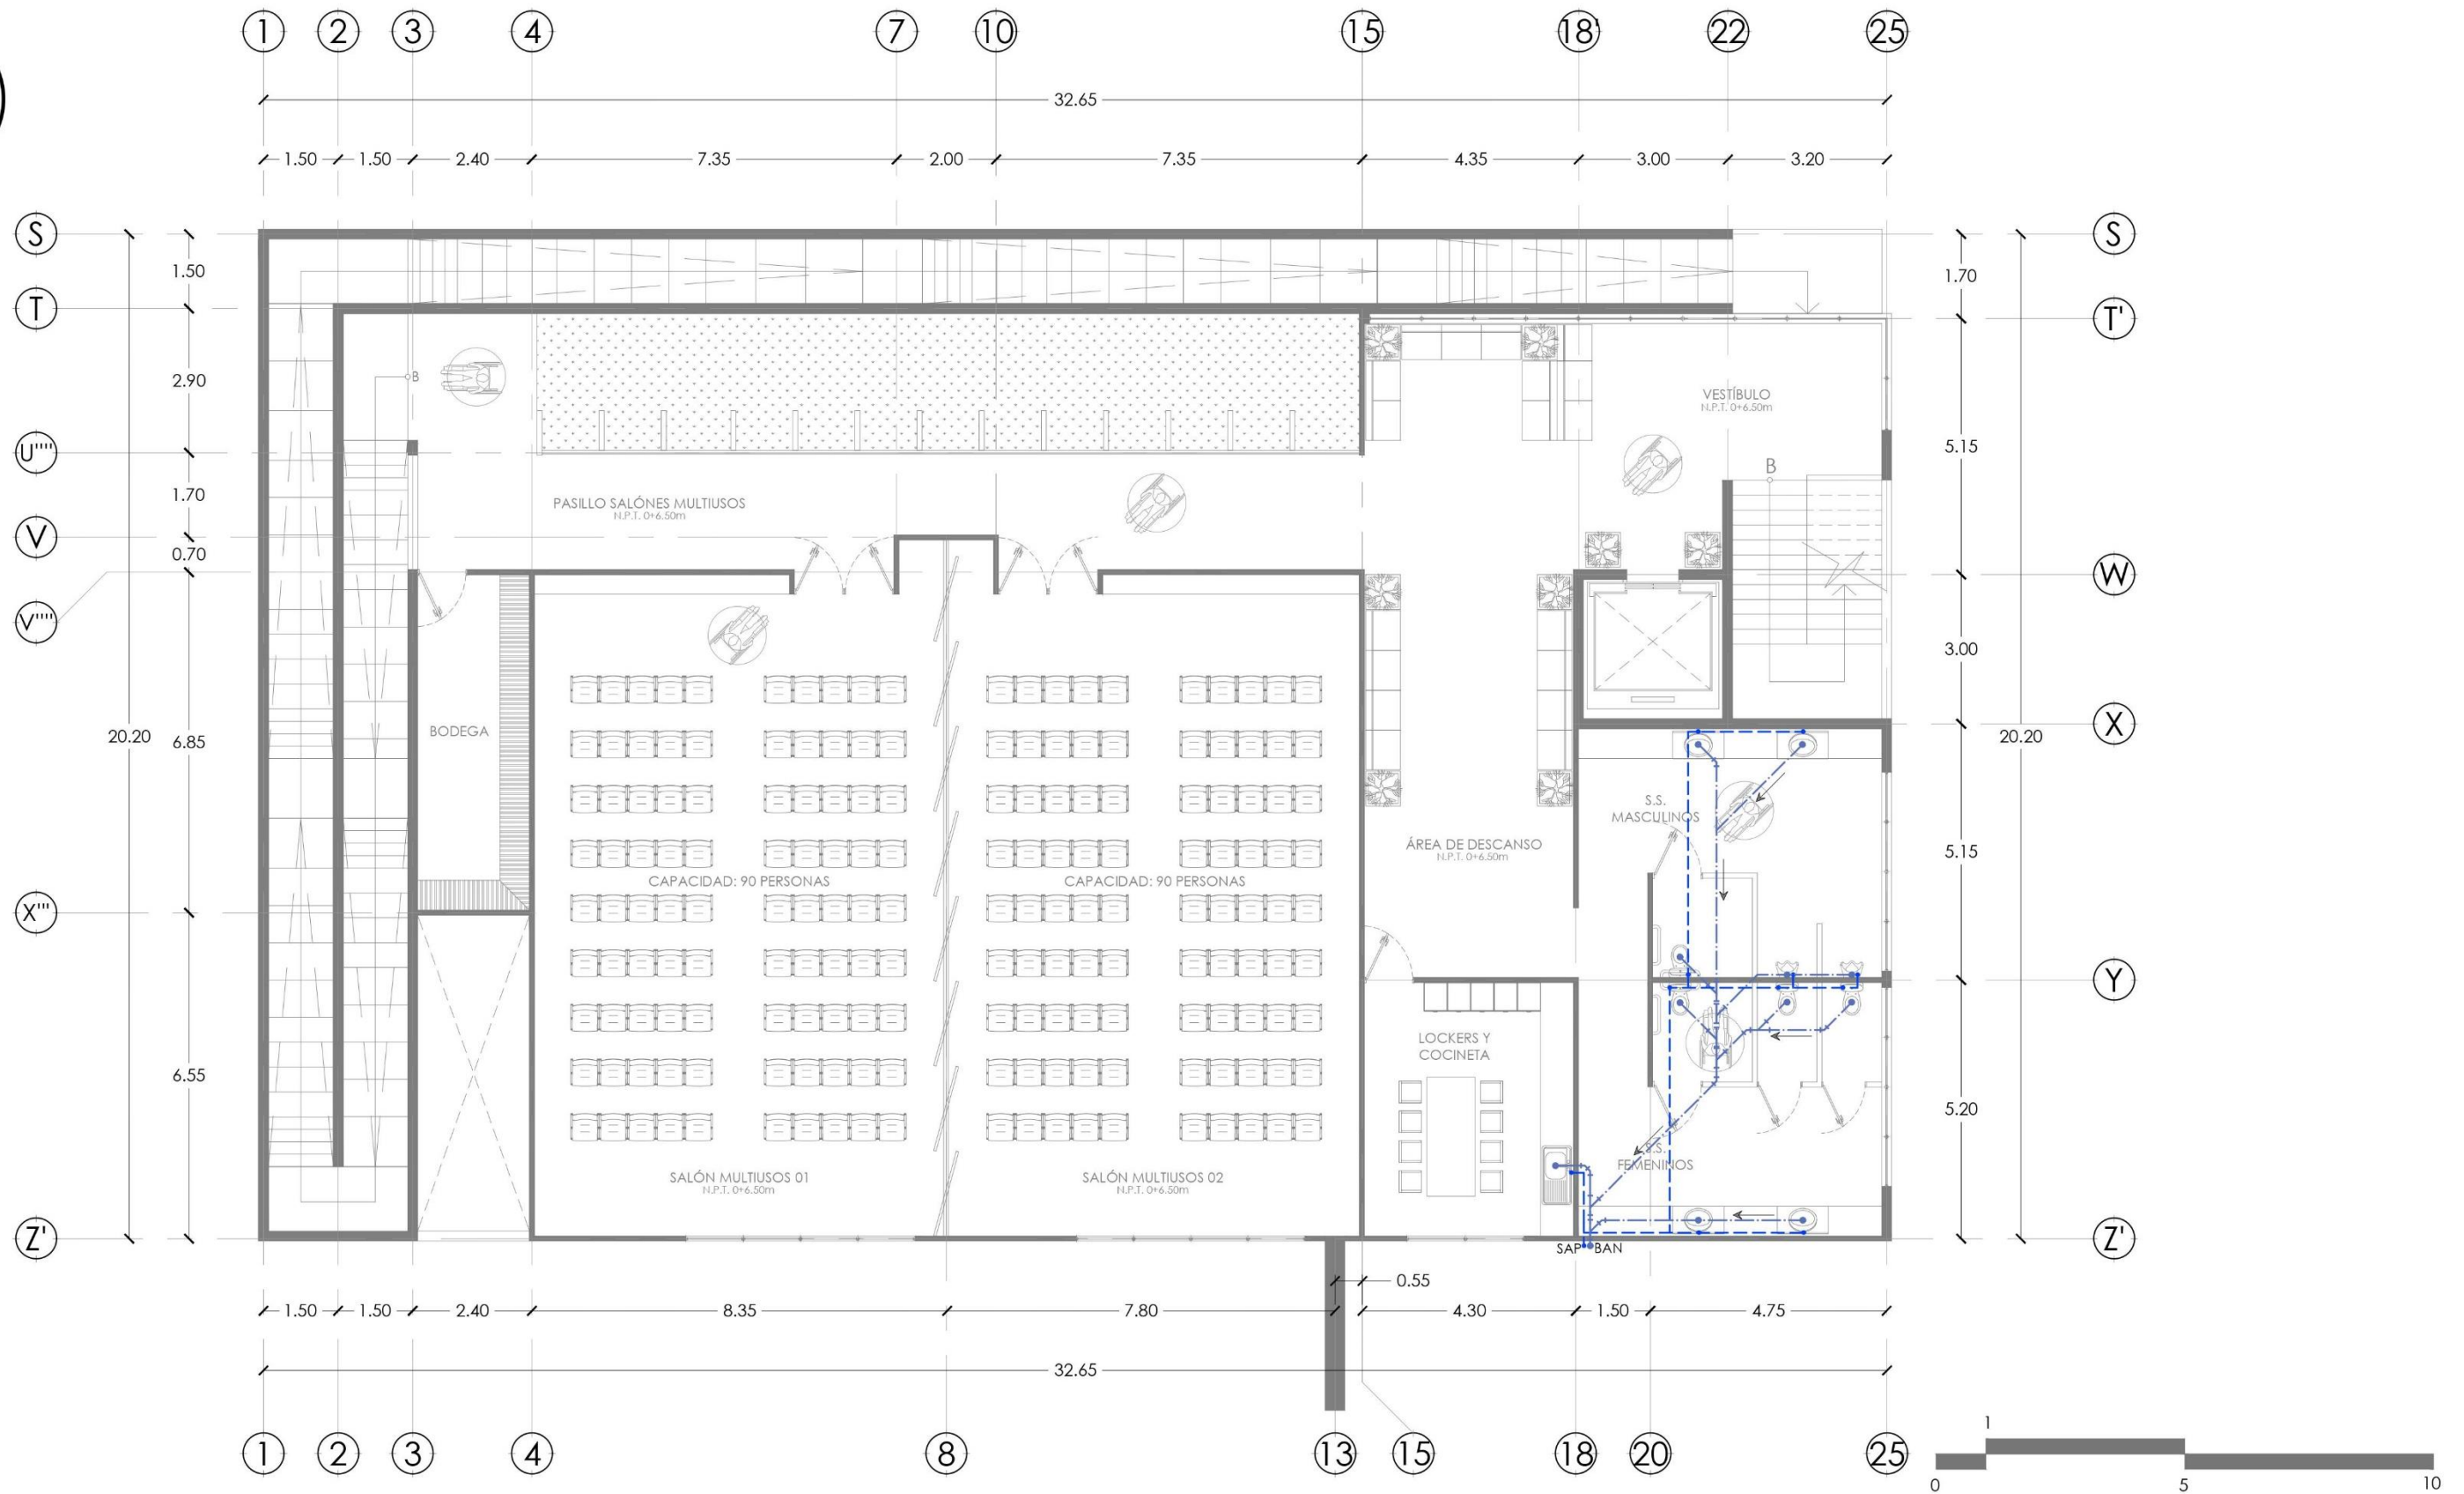 1 2 3 4 7 10 15 18' 22 25
32.65
1.50 1.50 2.40 7.35 2.00 7.35 4.35 3.00 3.20
S S
1.50 1.70
T T'
2.90
B
VESTÍBULO
N.P.T. 0+6.50m
U'''' 5.15
B
1.70
PASILLO SALÓNES MULTIUSOS
N.P.T. 0+6.50m
V
0.70
W
V''''
3.00
20.20 6.85 BODEGA X 20.20
S.S.
MASCULINOS
ÁREA DE DESCANSO
N.P.T. 0+6.50m
5.15
CAPACIDAD: 90 PERSONAS CAPACIDAD: 90 PERSONAS
X'''
Y
LOCKERS Y
COCINETA
6.55
5.20
S.S.
FEMENINOS
SALÓN MULTIUSOS 01 SALÓN MULTIUSOS 02
N.P.T. 0+6.50m N.P.T. 0+6.50m
Z' Z'
SAP BAN
0.55
1.50 1.50 2.40 8.35 7.80 4.30 1.50 4.75
32.65
1 2 3 4 8 13 15 18 20 25
1
0 5 10